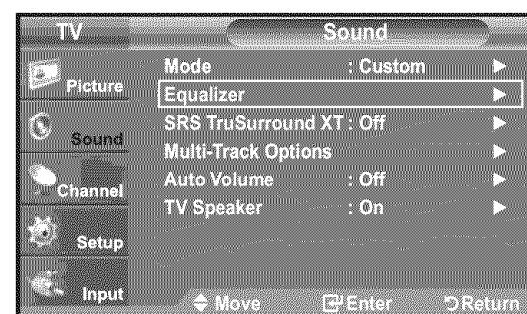 TV Sound
Picture
Sound
Channel
Setup
Input
Mode : Custom
Equalizer
SRS TruSurround XT : Off
Multi-Track Options
Auto Volume : Off
TV Speaker : On
Move Enter Return